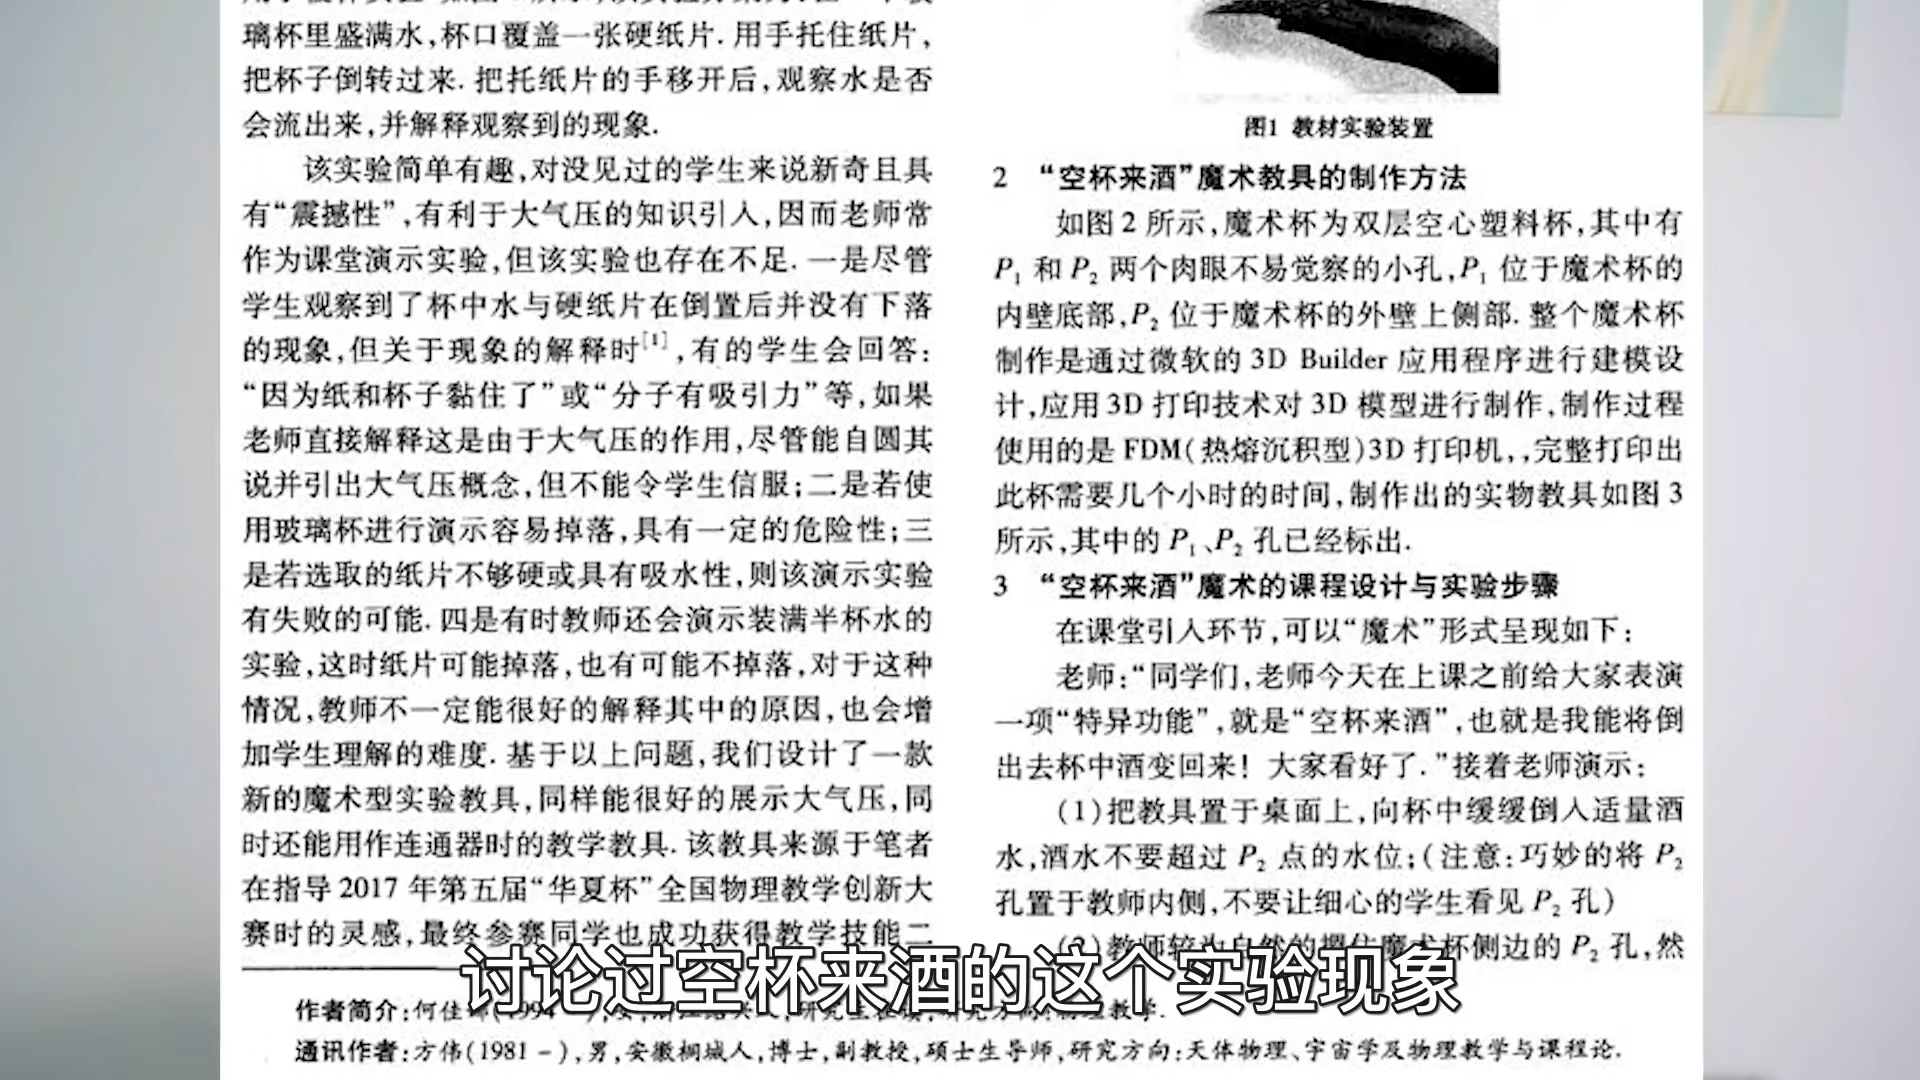 璃杯里盛满水,杯口覆盖一张硬纸片.用手托住纸片,
把杯子倒转过来.把托纸片的手移开后,观察水是否
会流出来,并解释观察到的现象.
该实验简单有趣,对没见过的学生来说新奇且具
有“震撼性”,有利于大气压的知识引入,因而老师常
作为课堂演示实验,但该实验也存在不足.一是尽管
学生观察到了杯中水与硬纸片在倒置后并没有下落
的现象,但关于现象的解释时[1],有的学生会回答:
“因为纸和杯子黏住了”或“分子有吸引力”等,如果
老师直接解释这是由于大气压的作用,尽管能自圆其
说并引出大气压概念,但不能令学生信服;二是若使
用玻璃杯进行演示容易掉落,具有一定的危险性;三
是若选取的纸片不够硬或具有吸水性,则该演示实验
有失败的可能.四是有时教师还会演示装满半杯水的
实验,这时纸片可能掉落,也有可能不掉落,对于这种
情况,教师不一定能很好的解释其中的原因,也会增
加学生理解的难度.基于以上问题,我们设计了一款
新的魔术型实验教具,同样能很好的展示大气压,同
时还能用作连通器时的教学教具.该教具来源于笔者
在指导2017年第五届“华夏杯”全国物理教学创新大
赛时的灵感,最终参赛同学也成功获得教学技能二
图1 教材实验装置
2 “空杯来酒”魔术教具的制作方法
如图2所示,魔术杯为双层空心塑料杯,其中有
P1和P2两个肉眼不易觉察的小孔,P1位于魔术杯的
内壁底部,P2位于魔术杯的外壁上侧部.整个魔术杯
制作是通过微软的3D Builder应用程序进行建模设
计,应用3D打印技术对3D模型进行制作,制作过程
使用的是FDM(热熔沉积型)3D打印机,,完整打印出
此杯需要几个小时的时间,制作出的实物教具如图3
所示,其中的P1、P2孔已经标出.
3 “空杯来酒”魔术的课程设计与实验步骤
在课堂引入环节,可以“魔术”形式呈现如下:
老师:“同学们,老师今天在上课之前给大家表演
一项“特异功能”,就是“空杯来酒”,也就是我能将倒
出去杯中酒变回来!大家看好了.”接着老师演示:
(1)把教具置于桌面上,向杯中缓缓倒入适量酒
水,酒水不要超过P2点的水位;(注意:巧妙的将P2
孔置于教师内侧,不要让细心的学生看见P2孔)
(2)教师较为自然的握住魔术杯侧边的P2孔,然
讨论过空杯来酒的这个实验现象
作者简介:何佳
通讯作者:方伟(1981-),男,安徽桐城人,博士,副教授,硕士生导师,研究方向:天体物理、宇宙学及物理教学与课程论.